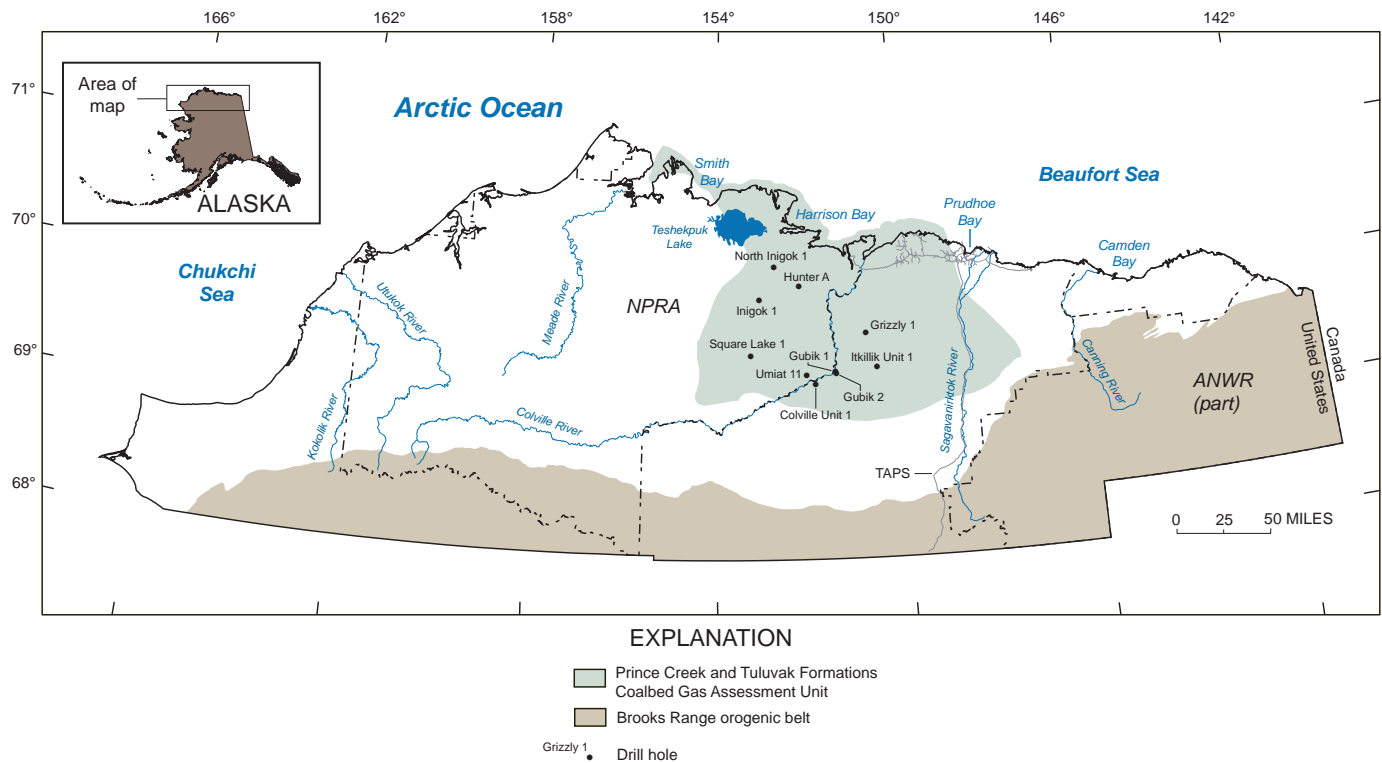 166°
162°
158°
154°
150°
146°
142°
71°
70°
69°
68°
Area of
map
ALASKA
Arctic Ocean
Smith
Bay
Beaufort Sea
Harrison Bay
Prudhoe
Bay
Teshekpuk
Lake
Camden
Bay
Chukchi
Sea
North Inigok 1
Hunter A
Utukok River
Meade River
NPRA
Inigok 1
Grizzly 1
Square Lake 1
Gubik 1
Itkillik Unit 1
Umiat 11
Gubik 2
Colville Unit 1
Canada
United States
Canning River
ANWR
(part)
Kokolik River
Colville River
Sagavanirktok River
TAPS
0 25 50 MILES
EXPLANATION
Prince Creek and Tuluvak Formations
Coalbed Gas Assessment Unit
Brooks Range orogenic belt
Grizzly 1
Drill hole